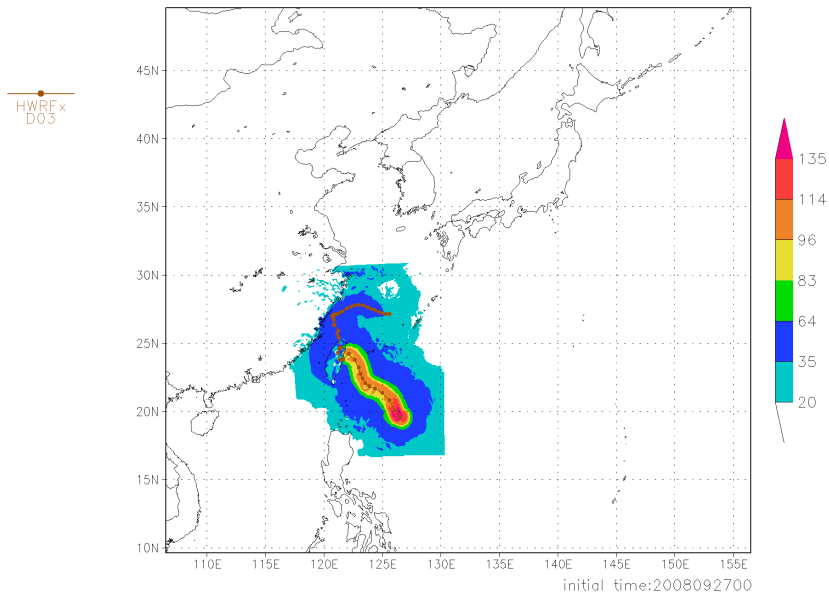 HWRFx
D03
45N
40N
35N
30N
25N
20N
15N
10N
110E 115E 120E 125E 130E 135E 140E 145E 150E 155E
135
114
96
83
64
35
20
initial time:2008092700